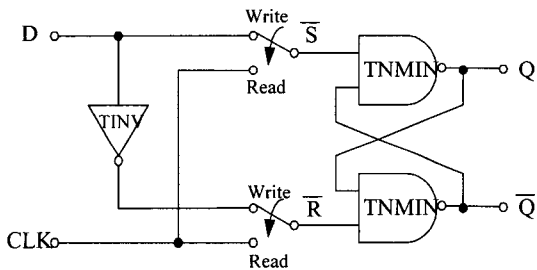 Write
D
S̅
TNMIN
Q
Read
TINV
Write
R̅
TNMIN
Q̅
CLK
Read